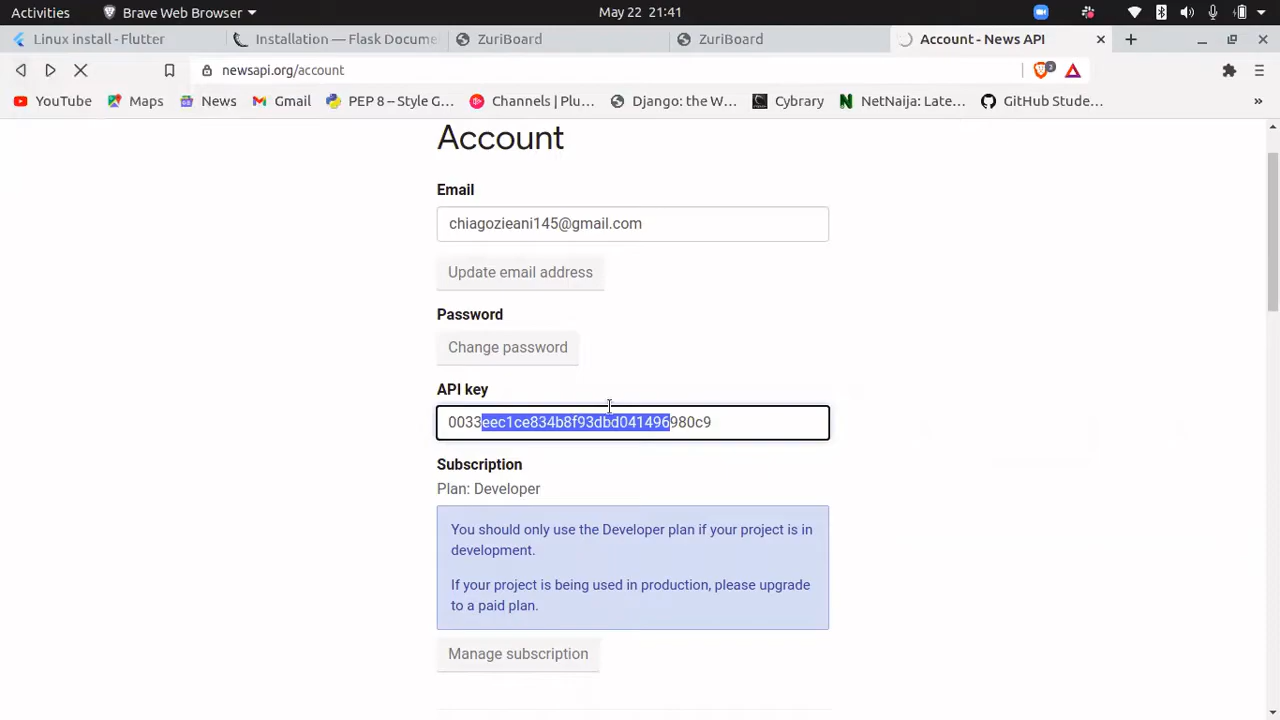 Activities Brave Web Browser May 22 21:41
Linux install - Flutter Installation — Flask Docume ZuriBoard ZuriBoard Account - News API
newsapi.org/account 3
YouTube Maps News Gmail PEP 8 – Style G… Channels | Plu… Django: the W… Cybrary NetNaija: Late… GitHub Stude… »
Account
Email
chiagozieani145@gmail.com
Update email address
Password
Change password
API key
0033eec1ce834b8f93dbd041496980c9
Subscription
Plan: Developer
You should only use the Developer plan if your project is in
development.
If your project is being used in production, please upgrade
to a paid plan.
Manage subscription